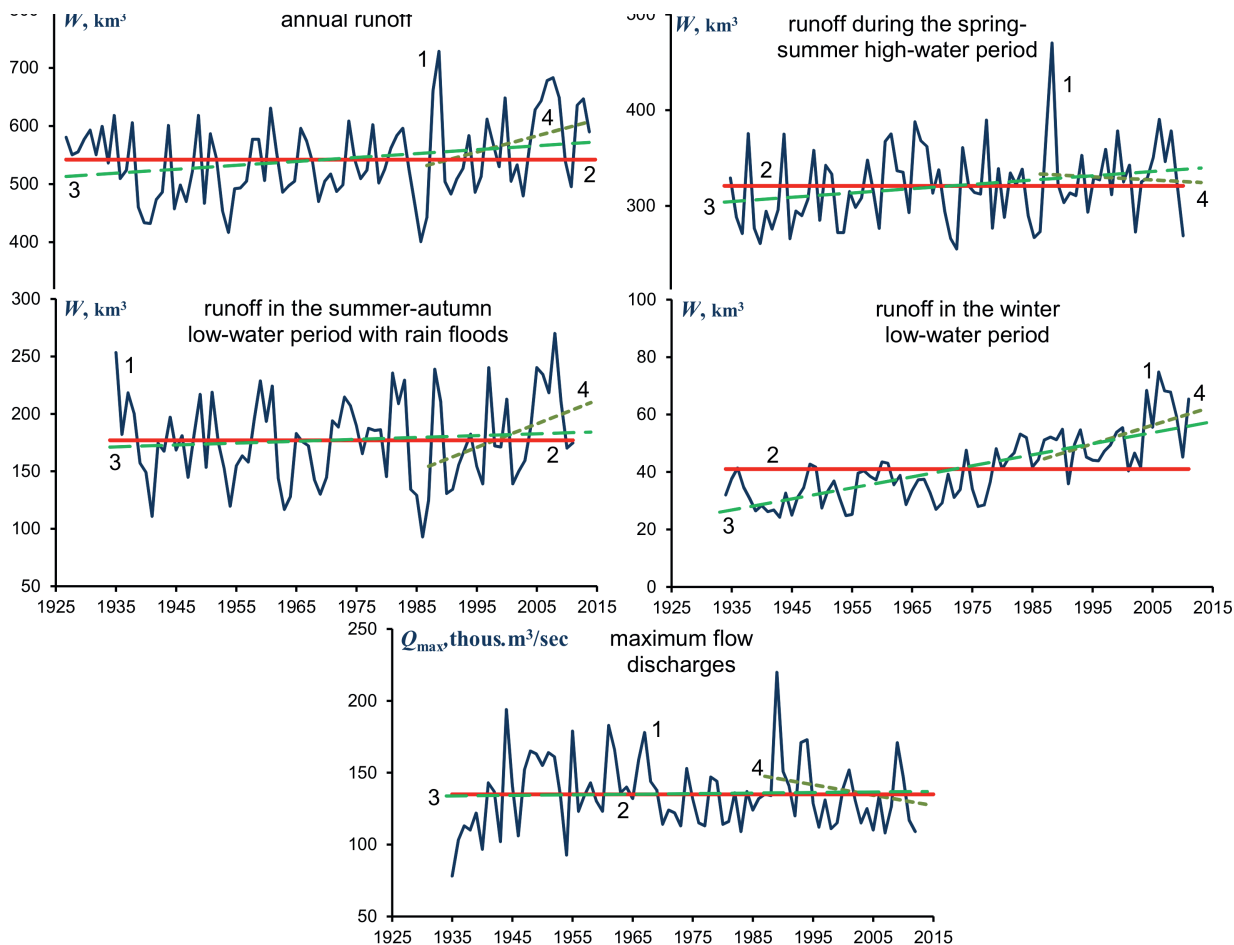 W, km³
annual runoff
700
600
500
400
1
4
2
3
W, km³
runoff during the spring-
summer high-water period
400
300
1
2
3
4
300
250
200
150
100
50
W, km³
runoff in the summer-autumn
low-water period with rain floods
1
4
3
2
1925 1935 1945 1955 1965 1975 1985 1995 2005 2015
100
80
60
40
20
0
W, km³
runoff in the winter
low-water period
1
4
2
3
1925 1935 1945 1955 1965 1975 1985 1995 2005 2015
250
200
150
100
50
Qmax,thous.m³/sec
maximum flow
discharges
1
4
3
2
1925 1935 1945 1955 1965 1975 1985 1995 2005 2015